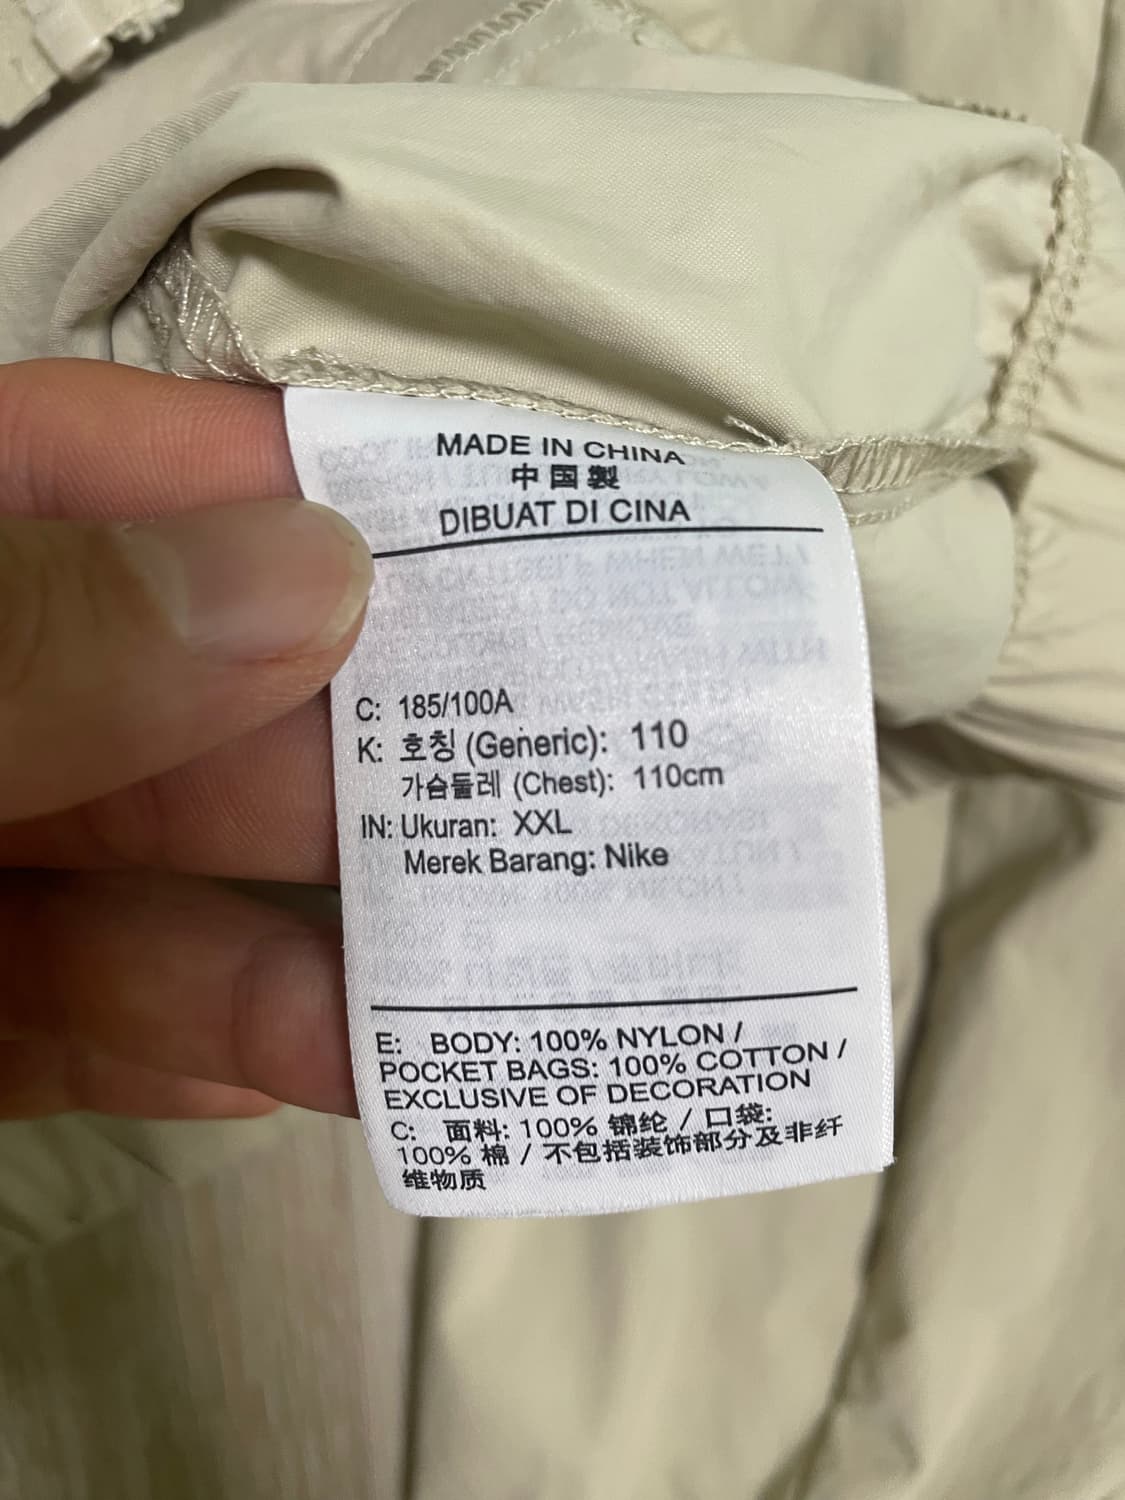 MADE IN CHINA
中国製
DIBUAT DI CINA
C: 185/100A
K: 호칭 (Generic): 110
가슴둘레 (Chest): 110cm
IN: Ukuran: XXL
Merek Barang: Nike
E: BODY: 100% NYLON /
POCKET BAGS: 100% COTTON /
EXCLUSIVE OF DECORATION
C: 面料: 100% 锦纶 / 口袋:
100% 棉 / 不包括装饰部分及非纤
维物质